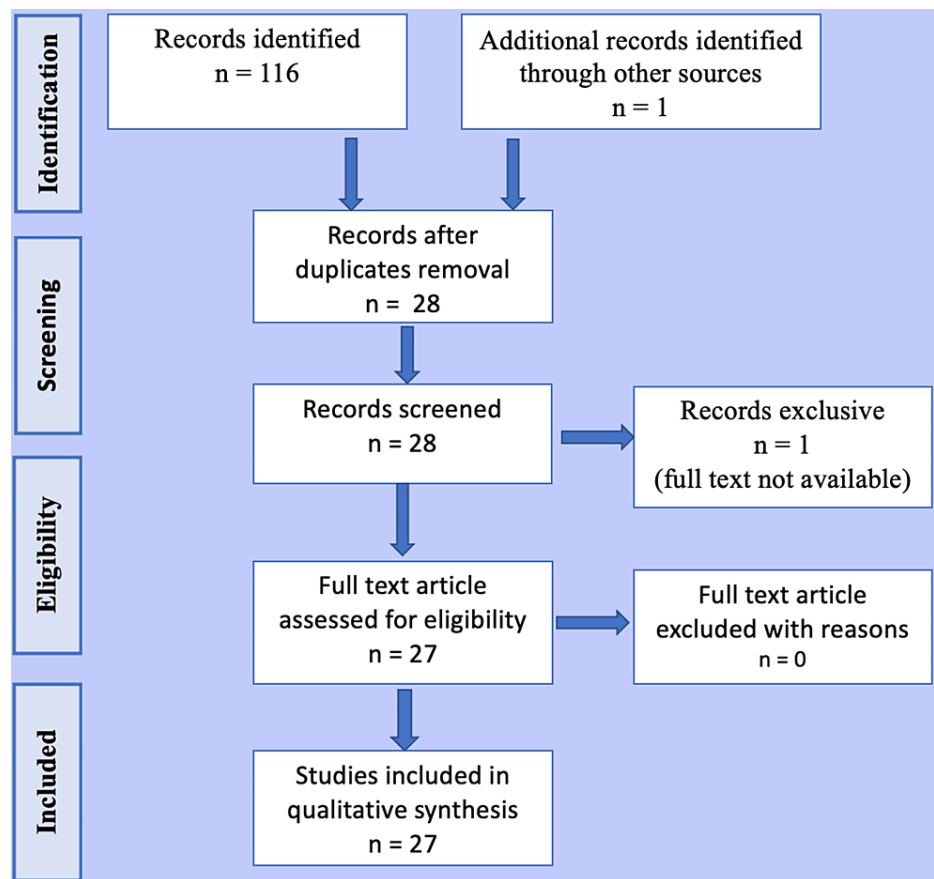 Identification
Records identified
n = 116
Additional records identified
through other sources
n = 1
Screening
Records after
duplicates removal
n = 28
Records screened
n = 28
Records exclusive
n = 1
(full text not available)
Eligibility
Full text article
assessed for eligibility
n = 27
Full text article
excluded with reasons
n = 0
Included
Studies included in
qualitative synthesis
n = 27